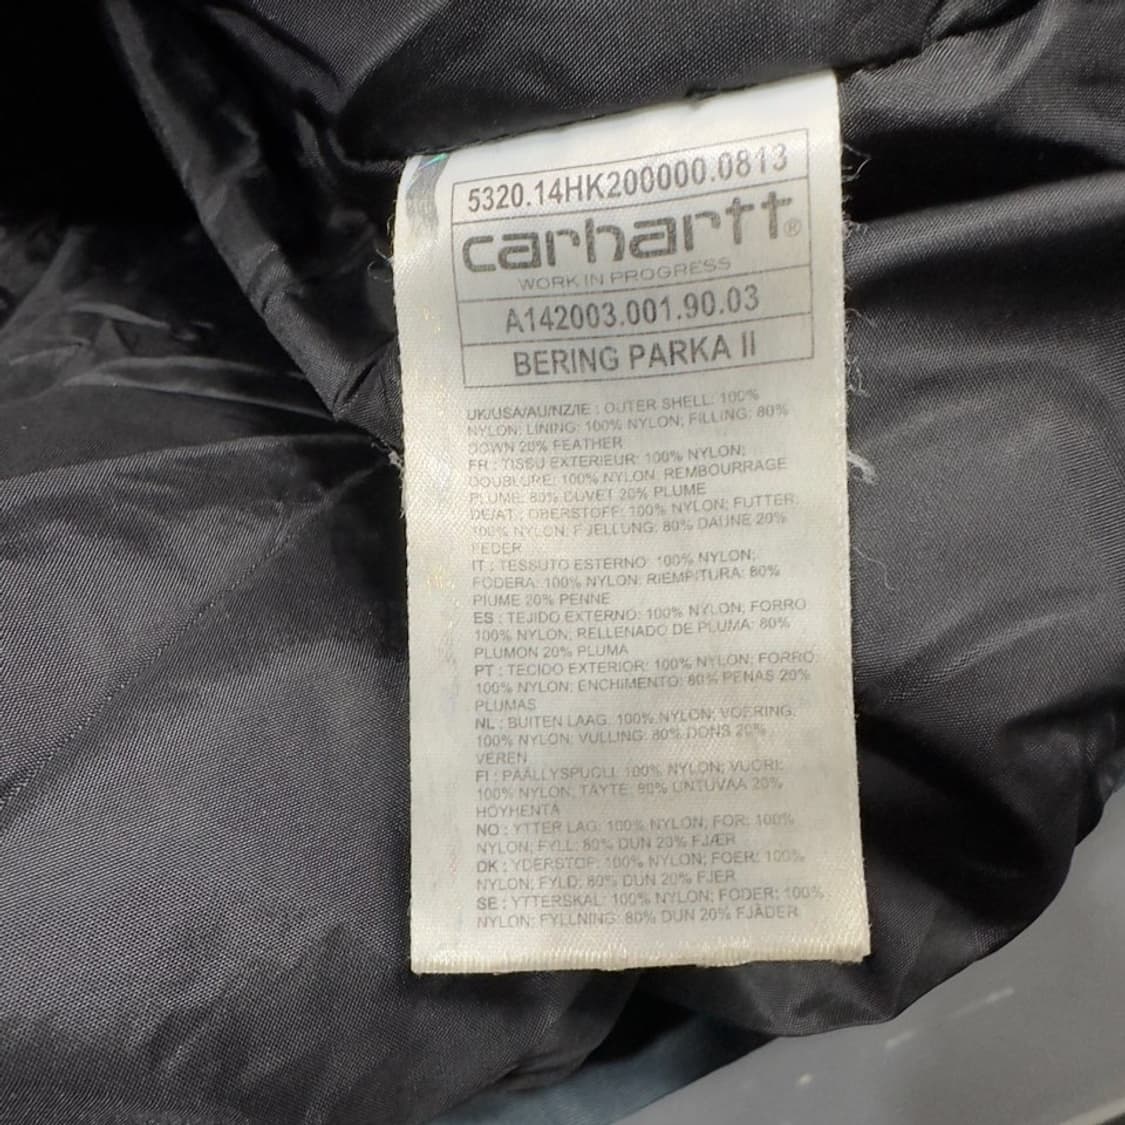 5320.14HK200000.0813
carhartt®
WORK IN PROGRESS
A142003.001.90.03
BERING PARKA II
UK/USA/AU/NZ/IE : OUTER SHELL: 100%
NYLON; LINING: 100% NYLON; FILLING: 80%
DOWN 20% FEATHER
FR : TISSU EXTERIEUR: 100% NYLON;
DOUBLURE: 100% NYLON; REMBOURRAGE
PLUME: 80% DUVET 20% PLUME
DE/AT : OBERSTOFF: 100% NYLON; FUTTER:
100% NYLON; FJELLUNG: 80% DAUNE 20%
FEDER
IT : TESSUTO ESTERNO: 100% NYLON;
FODERA: 100% NYLON; RIEMPITURA: 80%
PIUME 20% PENNE
ES : TEJIDO EXTERNO: 100% NYLON; FORRO
100% NYLON; RELLENADO DE PLUMA: 80%
PLUMON 20% PLUMA
PT : TECIDO EXTERIOR: 100% NYLON; FORRO:
100% NYLON; ENCHIMENTO: 80% PENAS 20%
PLUMAS
NL : BUITEN LAAG: 100% NYLON; VOERING:
100% NYLON; VULLING: 80% DONS 20%
VEREN
FI : PÄÄLLYSPUOLI: 100% NYLON; VUORI:
100% NYLON; TÄYTE: 80% UNTUVAA 20%
HÖYHENTÄ
NO : YTTER LAG: 100% NYLON; FOR: 100%
NYLON; FYLL: 80% DUN 20% FJÆR
DK : YDERSTOF: 100% NYLON; FOER: 100%
NYLON; FYLD: 80% DUN 20% FJER
SE : YTTERSKAL: 100% NYLON; FODER: 100%
NYLON; FYLLNING: 80% DUN 20% FJÄDER